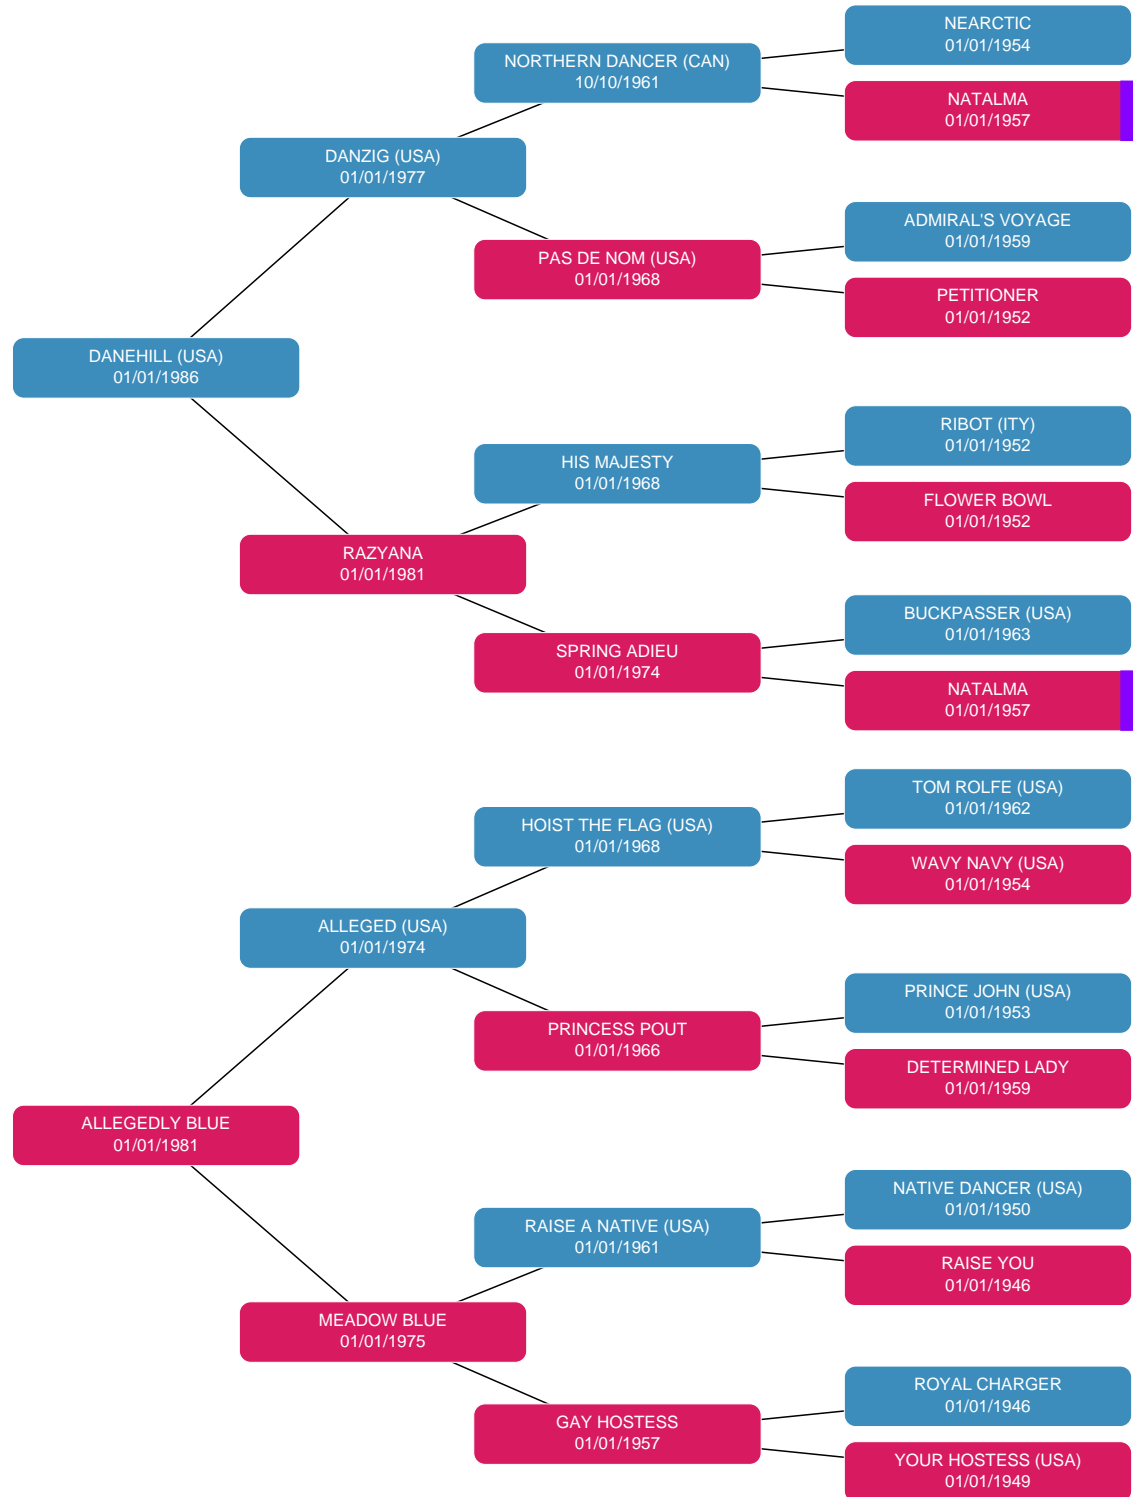 NEARCTIC
01/01/1954
NORTHERN DANCER (CAN)
10/10/1961
NATALMA
01/01/1957
DANZIG (USA)
01/01/1977
ADMIRAL'S VOYAGE
01/01/1959
PAS DE NOM (USA)
01/01/1968
PETITIONER
01/01/1952
DANEHILL (USA)
01/01/1986
RIBOT (ITY)
01/01/1952
HIS MAJESTY
01/01/1968
FLOWER BOWL
01/01/1952
RAZYANA
01/01/1981
BUCKPASSER (USA)
01/01/1963
SPRING ADIEU
01/01/1974
NATALMA
01/01/1957
TOM ROLFE (USA)
01/01/1962
HOIST THE FLAG (USA)
01/01/1968
WAVY NAVY (USA)
01/01/1954
ALLEGED (USA)
01/01/1974
PRINCE JOHN (USA)
01/01/1953
PRINCESS POUT
01/01/1966
DETERMINED LADY
01/01/1959
ALLEGEDLY BLUE
01/01/1981
NATIVE DANCER (USA)
01/01/1950
RAISE A NATIVE (USA)
01/01/1961
RAISE YOU
01/01/1946
MEADOW BLUE
01/01/1975
ROYAL CHARGER
01/01/1946
GAY HOSTESS
01/01/1957
YOUR HOSTESS (USA)
01/01/1949